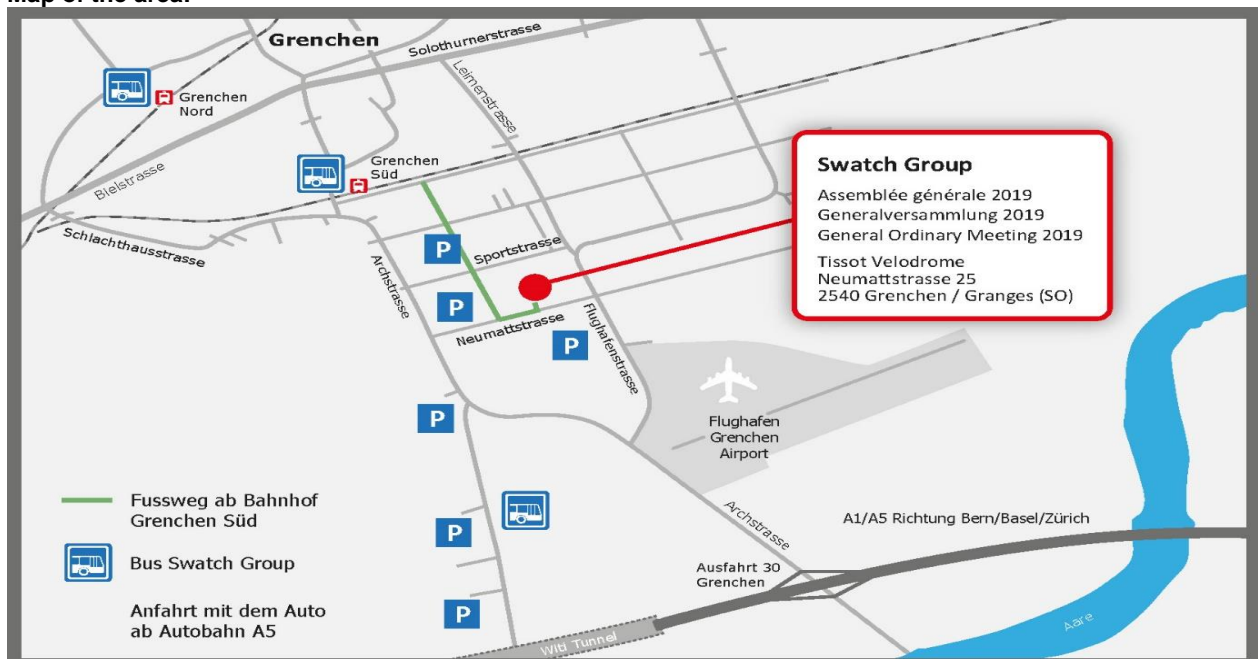 Map of the area:
Grenchen
Solothurnerstrasse
Leimenstrasse
Grenchen
Nord
Bielstrasse
Grenchen
Süd
Schlachthausstrasse
Archstrasse
P
Sportstrasse
P
Neumattstrasse
P
Flughafenstrasse
Swatch Group
Assemblée générale 2019
Generalversammlung 2019
General Ordinary Meeting 2019
Tissot Velodrome
Neumattstrasse 25
2540 Grenchen / Granges (SO)
P
Flughafen
Grenchen
Airport
Fussweg ab Bahnhof
Grenchen Süd
Bus Swatch Group
Anfahrt mit dem Auto
ab Autobahn A5
P
P
Archstrasse
A1/A5 Richtung Bern/Basel/Zürich
Ausfahrt 30
Grenchen
Witi Tunnel
Aare